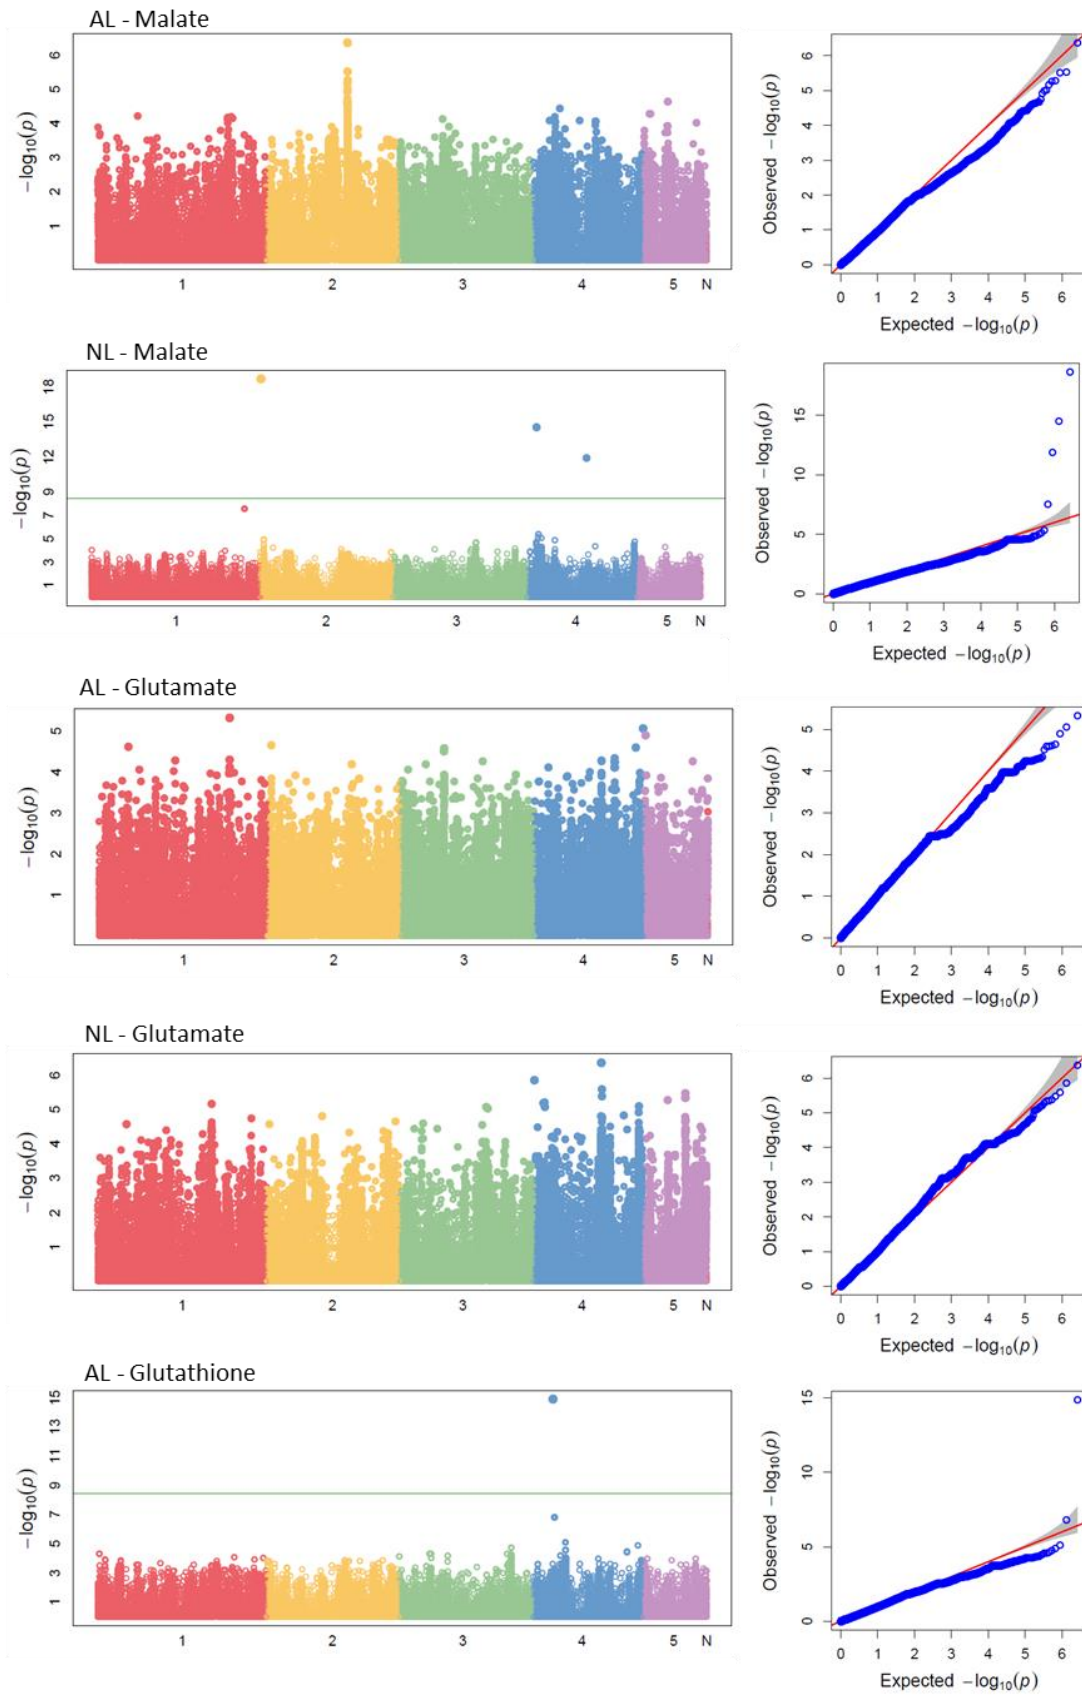 AL - Malate
−log10(p)
6
5
4
3
2
1
1 2 3 4 5 N
Observed −log10(p)
6
5
4
3
2
1
0
0 1 2 3 4 5 6
Expected −log10(p)
NL - Malate
−log10(p)
18
15
12
9
7
5
3
1
1 2 3 4 5 N
Observed −log10(p)
15
10
5
0
0 1 2 3 4 5 6
Expected −log10(p)
AL - Glutamate
−log10(p)
5
4
3
2
1
1 2 3 4 5 N
Observed −log10(p)
5
4
3
2
1
0
0 1 2 3 4 5 6
Expected −log10(p)
NL - Glutamate
−log10(p)
6
5
4
3
2
1
1 2 3 4 5 N
Observed −log10(p)
6
5
4
3
2
1
0
0 1 2 3 4 5 6
Expected −log10(p)
AL - Glutathione
−log10(p)
15
13
11
9
7
5
3
1
1 2 3 4 5 N
Observed −log10(p)
15
10
5
0
0 1 2 3 4 5 6
Expected −log10(p)